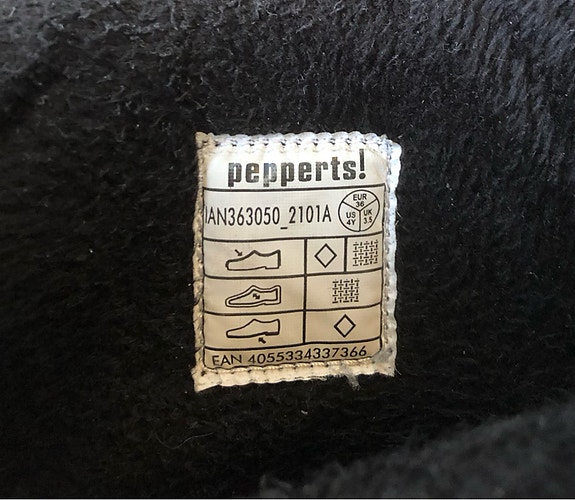 pepperts!
IAN363050_2101A
EUR
36
US
4Y
UK
3.5
EAN 4055334337366